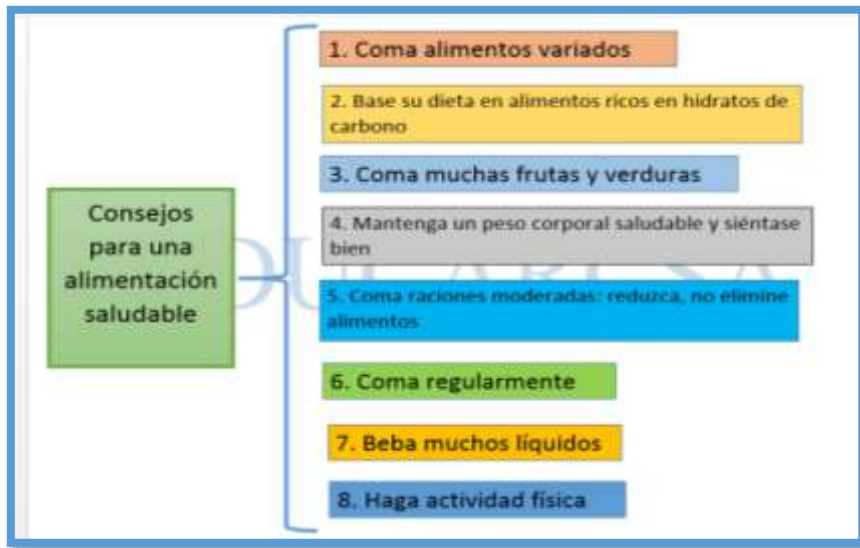 Consejos
para una
alimentación
saludable
1. Coma alimentos variados
2. Base su dieta en alimentos ricos en hidratos de
carbono
3. Coma muchas frutas y verduras
4. Mantenga un peso corporal saludable y siéntase
bien
5. Coma raciones moderadas: reduzca, no elimine
alimentos
6. Coma regularmente
7. Beba muchos líquidos
8. Haga actividad física